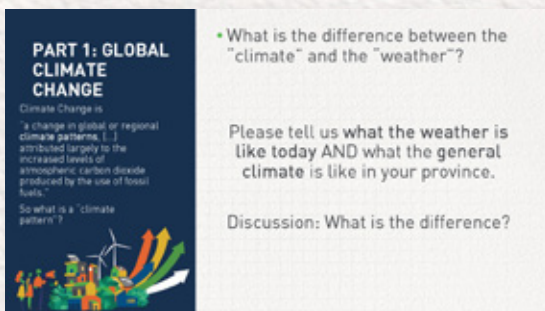 PART 1: GLOBAL
CLIMATE
CHANGE
Climate Change is
"a change in global or regional
climate patterns, [...]
attributed largely to the
increased levels of
atmospheric carbon dioxide
produced by the use of fossil
fuels."
So what is a "climate
pattern"?
• What is the difference between the
"climate" and the "weather"?
Please tell us what the weather is
like today AND what the general
climate is like in your province.
Discussion: What is the difference?